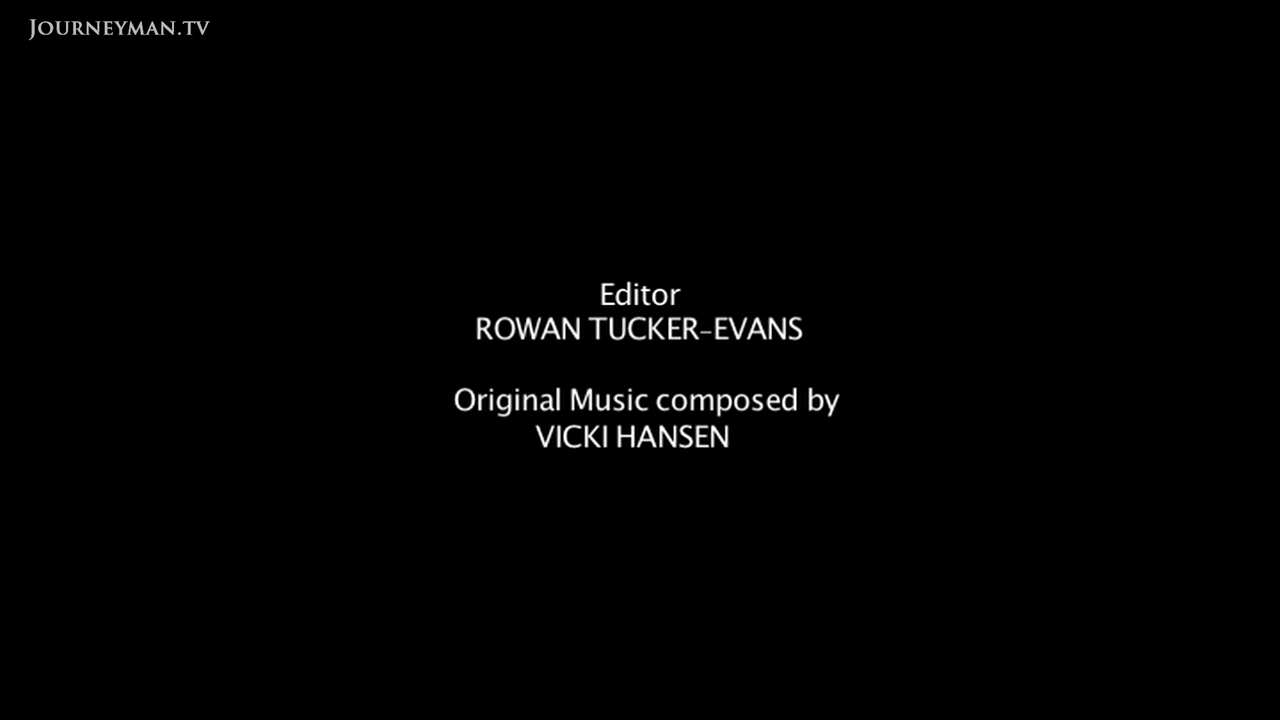 JOURNEYMAN.TV
Editor
ROWAN TUCKER-EVANS
Original Music composed by
VICKI HANSEN